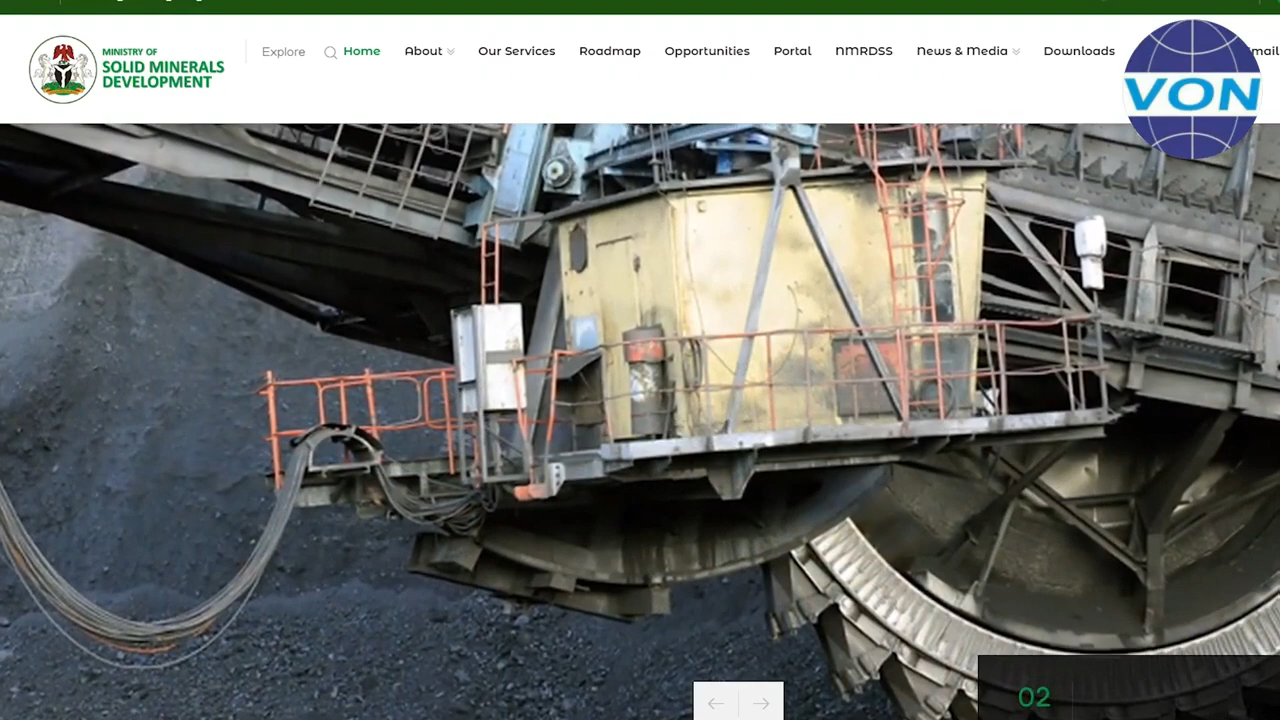 MINISTRY OF
SOLID MINERALS
DEVELOPMENT
Explore
Home
About
Our Services
Roadmap
Opportunities
Portal
NMRDSS
News & Media
Downloads
VON
02